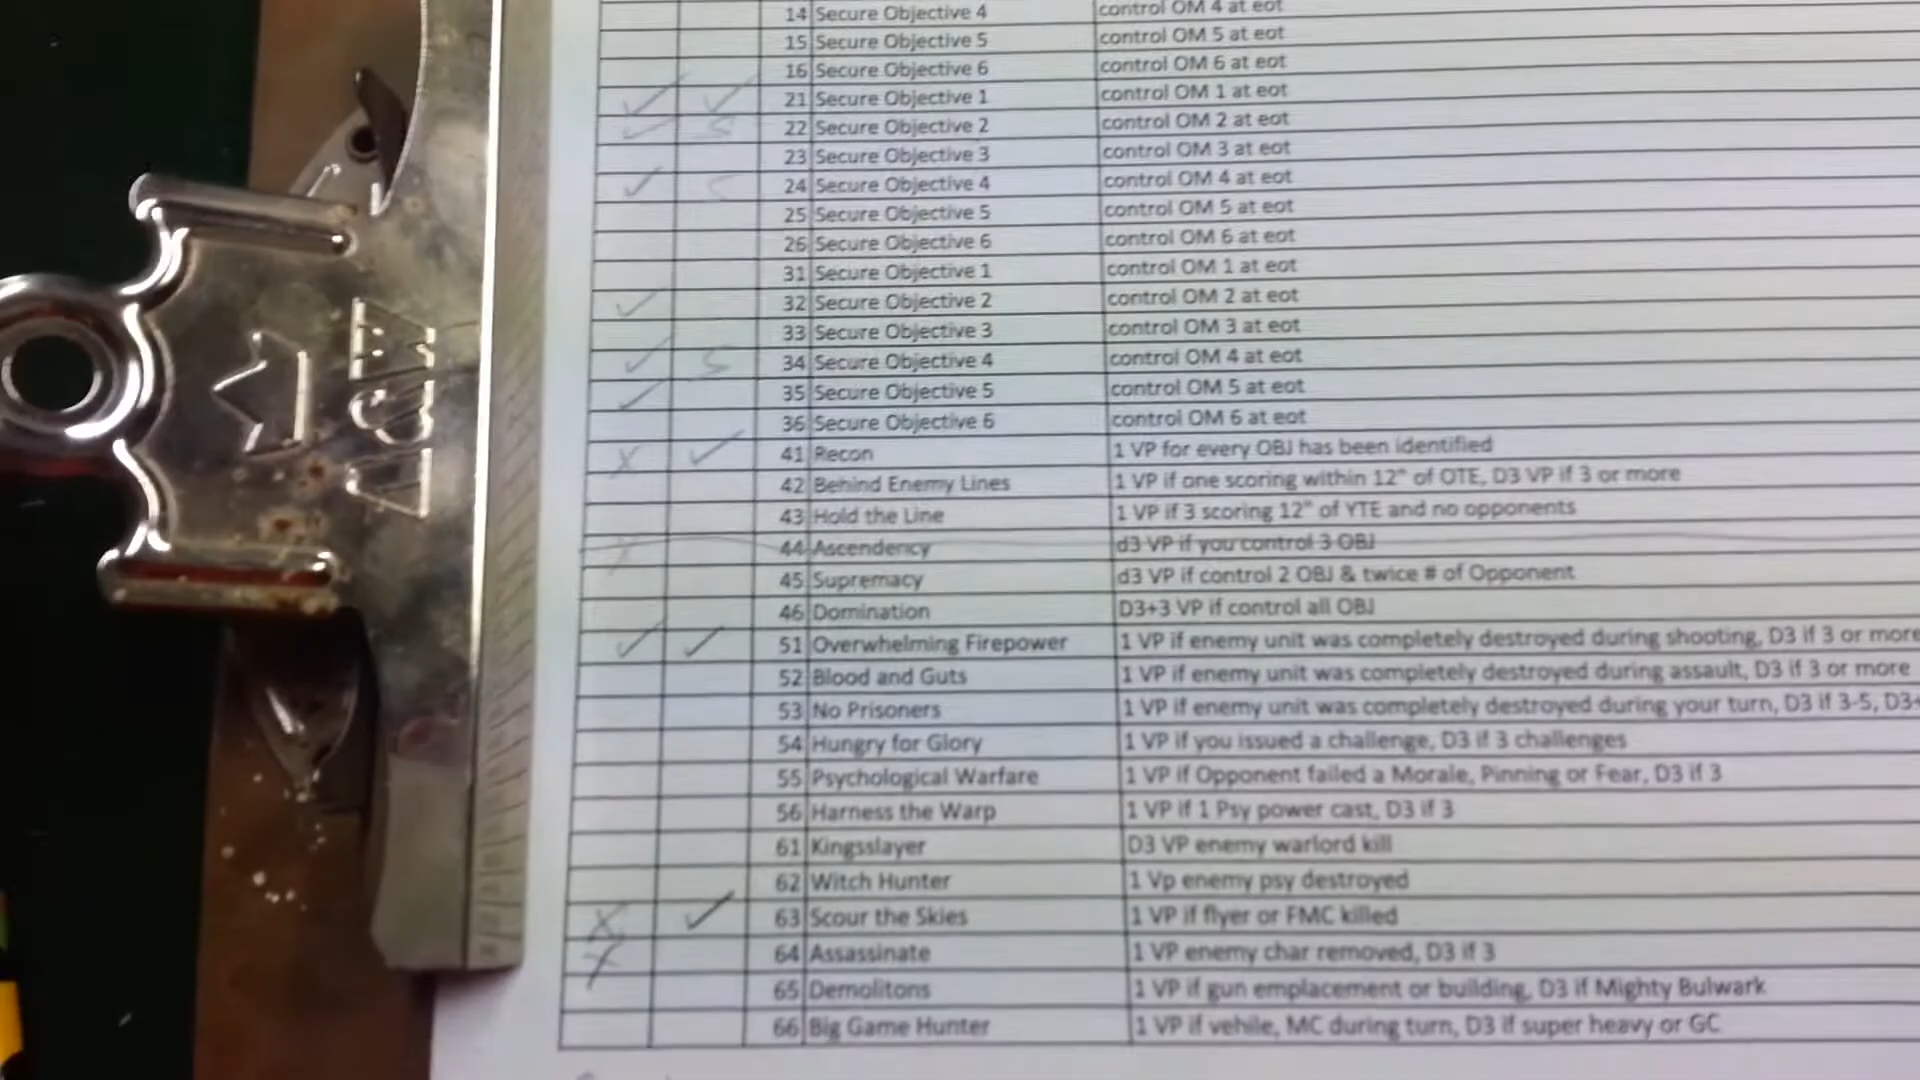 14 Secure Objective 4 control OM 4 at eot
15 Secure Objective 5 control OM 5 at eot
16 Secure Objective 6 control OM 6 at eot
21 Secure Objective 1 control OM 1 at eot
S 22 Secure Objective 2 control OM 2 at eot
23 Secure Objective 3 control OM 3 at eot
24 Secure Objective 4 control OM 4 at eot
25 Secure Objective 5 control OM 5 at eot
26 Secure Objective 6 control OM 6 at eot
31 Secure Objective 1 control OM 1 at eot
32 Secure Objective 2 control OM 2 at eot
33 Secure Objective 3 control OM 3 at eot
S 34 Secure Objective 4 control OM 4 at eot
35 Secure Objective 5 control OM 5 at eot
36 Secure Objective 6 control OM 6 at eot
X 41 Recon 1 VP for every OBJ has been identified
42 Behind Enemy Lines 1 VP if one scoring within 12" of OTE, D3 VP if 3 or more
43 Hold the Line 1 VP if 3 scoring 12" of YTE and no opponents
44 Ascendency d3 VP if you control 3 OBJ
45 Supremacy d3 VP if control 2 OBJ & twice # of Opponent
46 Domination D3+3 VP if control all OBJ
51 Overwhelming Firepower 1 VP if enemy unit was completely destroyed during shooting, D3 if 3 or more
52 Blood and Guts 1 VP if enemy unit was completely destroyed during assault, D3 if 3 or more
53 No Prisoners 1 VP if enemy unit was completely destroyed during your turn, D3 if 3-5, D3+
54 Hungry for Glory 1 VP if you issued a challenge, D3 if 3 challenges
55 Psychological Warfare 1 VP if Opponent failed a Morale, Pinning or Fear, D3 if 3
56 Harness the Warp 1 VP if 1 Psy power cast, D3 if 3
61 Kingsslayer D3 VP enemy warlord kill
62 Witch Hunter 1 Vp enemy psy destroyed
X 63 Scour the Skies 1 VP if flyer or FMC killed
X 64 Assassinate 1 VP enemy char removed, D3 if 3
65 Demolitons 1 VP if gun emplacement or building, D3 if Mighty Bulwark
66 Big Game Hunter 1 VP if vehile, MC during turn, D3 if super heavy or GC